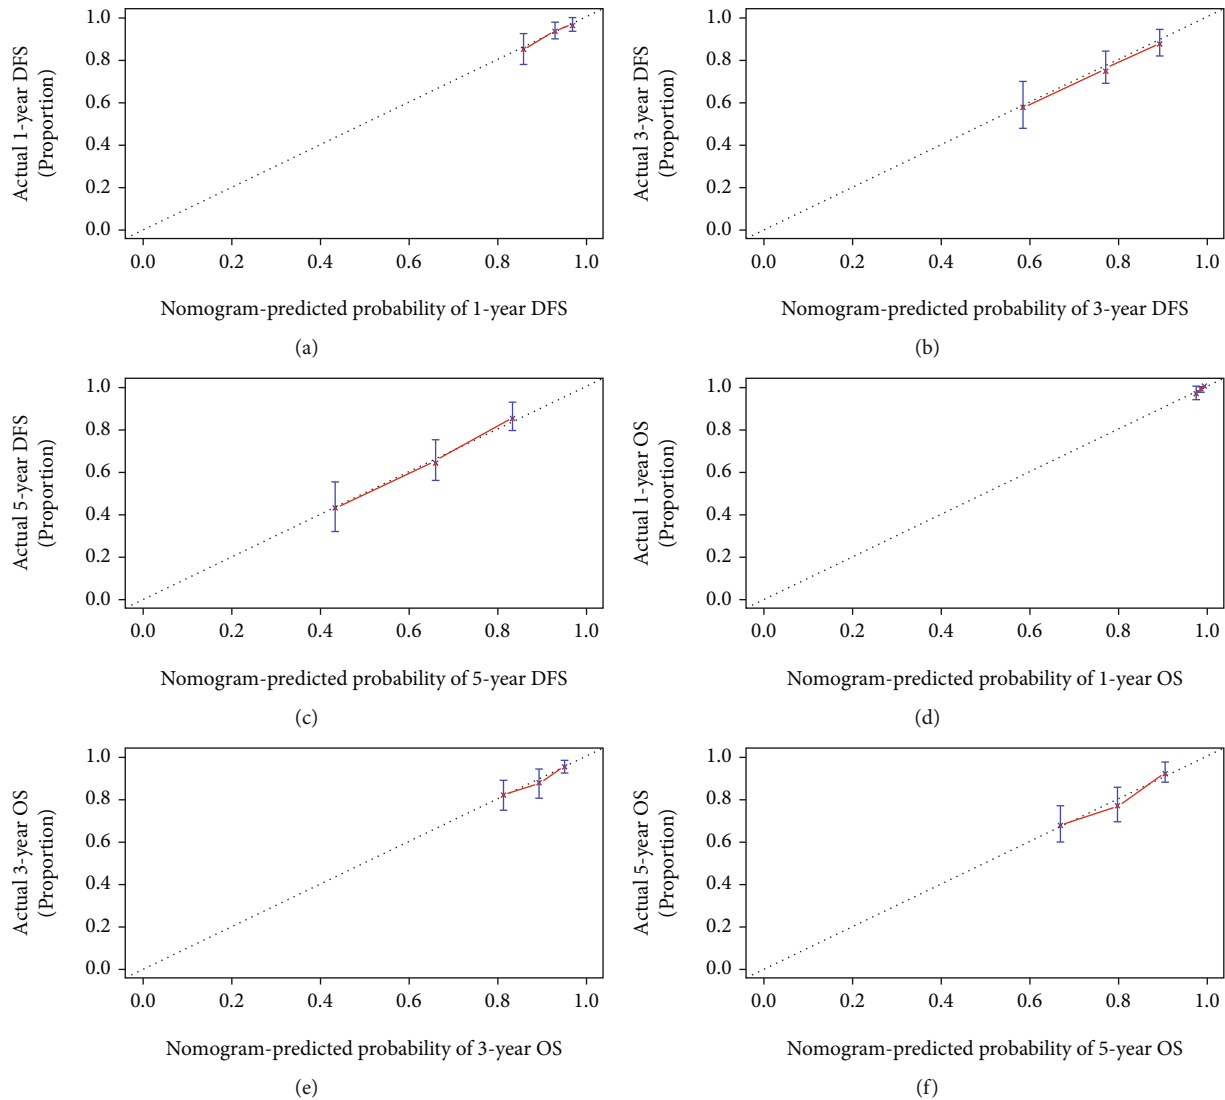 Actual 1-year DFS
(Proportion)
1.0
0.8
0.6
0.4
0.2
0.0
0.0 0.2 0.4 0.6 0.8 1.0
Nomogram-predicted probability of 1-year DFS
(a)
Actual 3-year DFS
(Proportion)
1.0
0.8
0.6
0.4
0.2
0.0
0.0 0.2 0.4 0.6 0.8 1.0
Nomogram-predicted probability of 3-year DFS
(b)
Actual 5-year DFS
(Proportion)
1.0
0.8
0.6
0.4
0.2
0.0
0.0 0.2 0.4 0.6 0.8 1.0
Nomogram-predicted probability of 5-year DFS
(c)
Actual 1-year OS
(Proportion)
1.0
0.8
0.6
0.4
0.2
0.0
0.0 0.2 0.4 0.6 0.8 1.0
Nomogram-predicted probability of 1-year OS
(d)
Actual 3-year OS
(Proportion)
1.0
0.8
0.6
0.4
0.2
0.0
0.0 0.2 0.4 0.6 0.8 1.0
Nomogram-predicted probability of 3-year OS
(e)
Actual 5-year OS
(Proportion)
1.0
0.8
0.6
0.4
0.2
0.0
0.0 0.2 0.4 0.6 0.8 1.0
Nomogram-predicted probability of 5-year OS
(f)